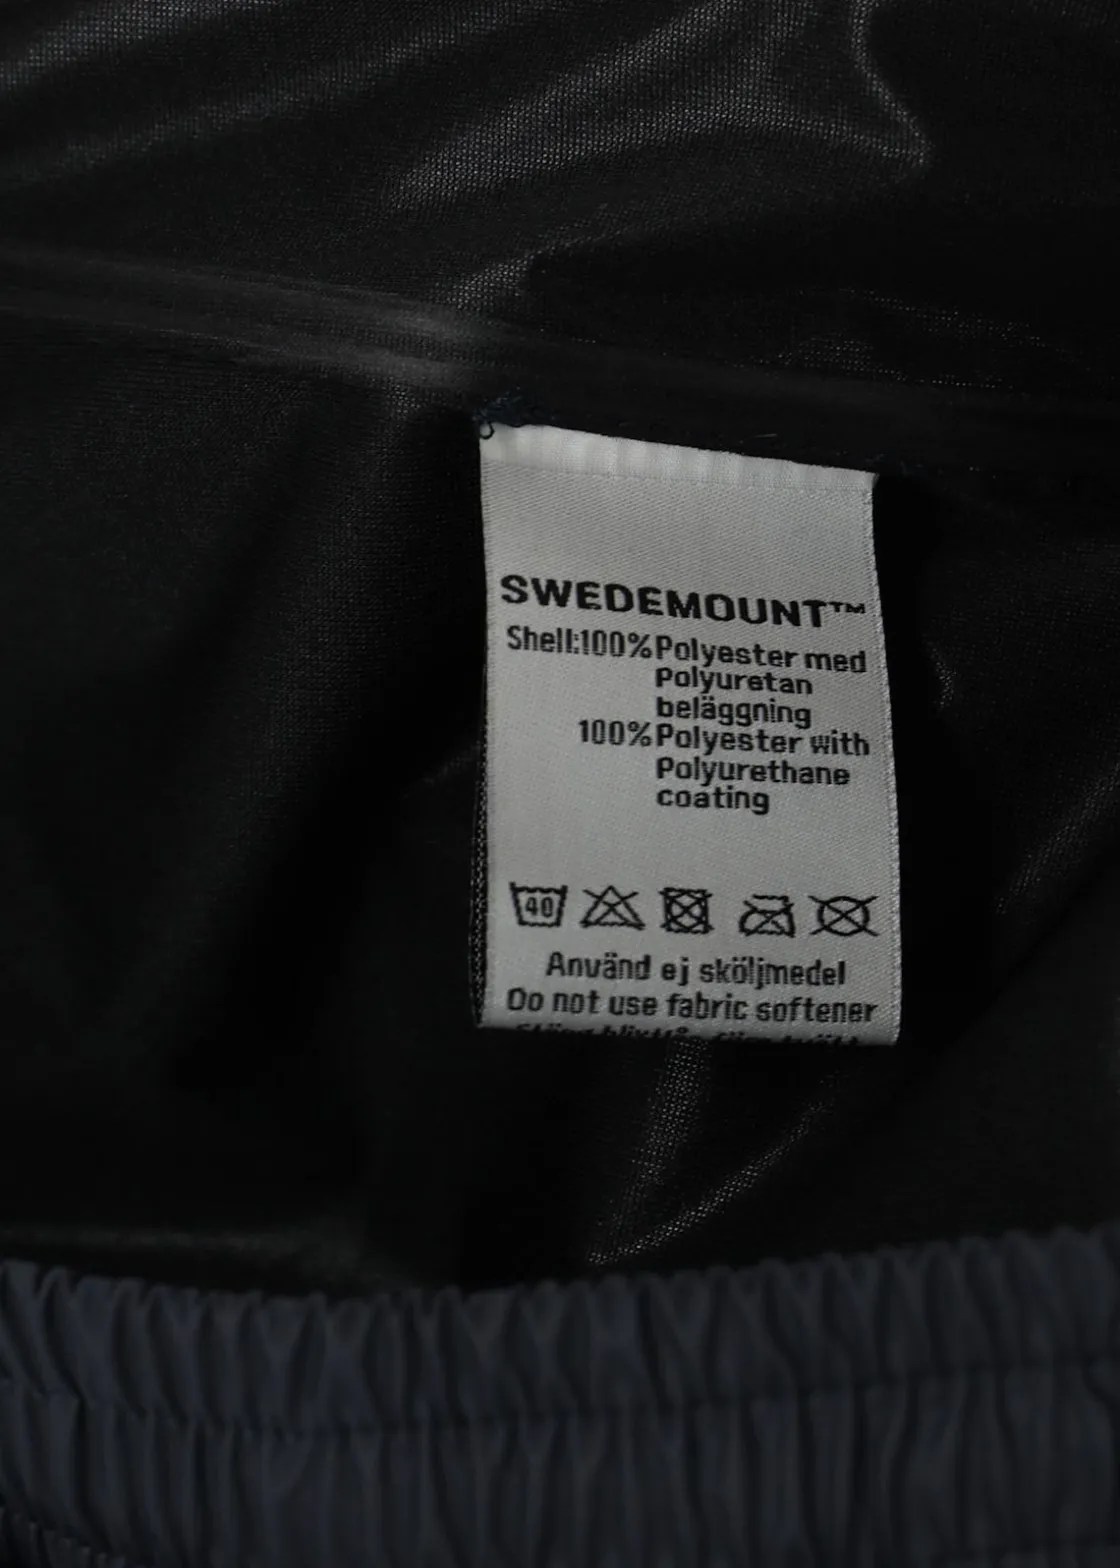 SWEDEMOUNT™
Shell:100% Polyester med
Polyuretan
beläggning
100% Polyester with
Polyurethane
coating
40
Använd ej sköljmedel
Do not use fabric softener